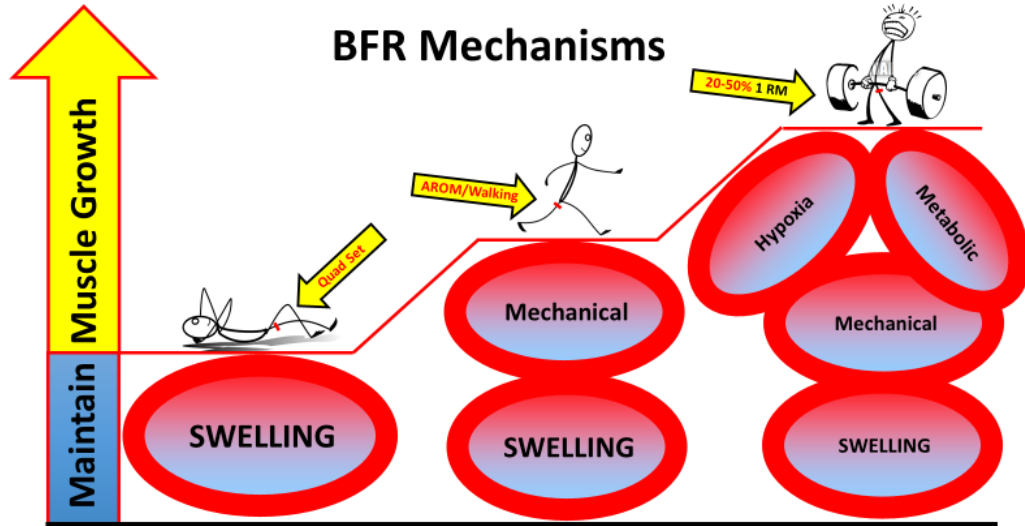 BFR Mechanisms
Muscle Growth
Maintain
Quad Set
AROM/Walking
20-50% 1 RM
SWELLING
Mechanical
SWELLING
Hypoxia
Metabolic
Mechanical
SWELLING